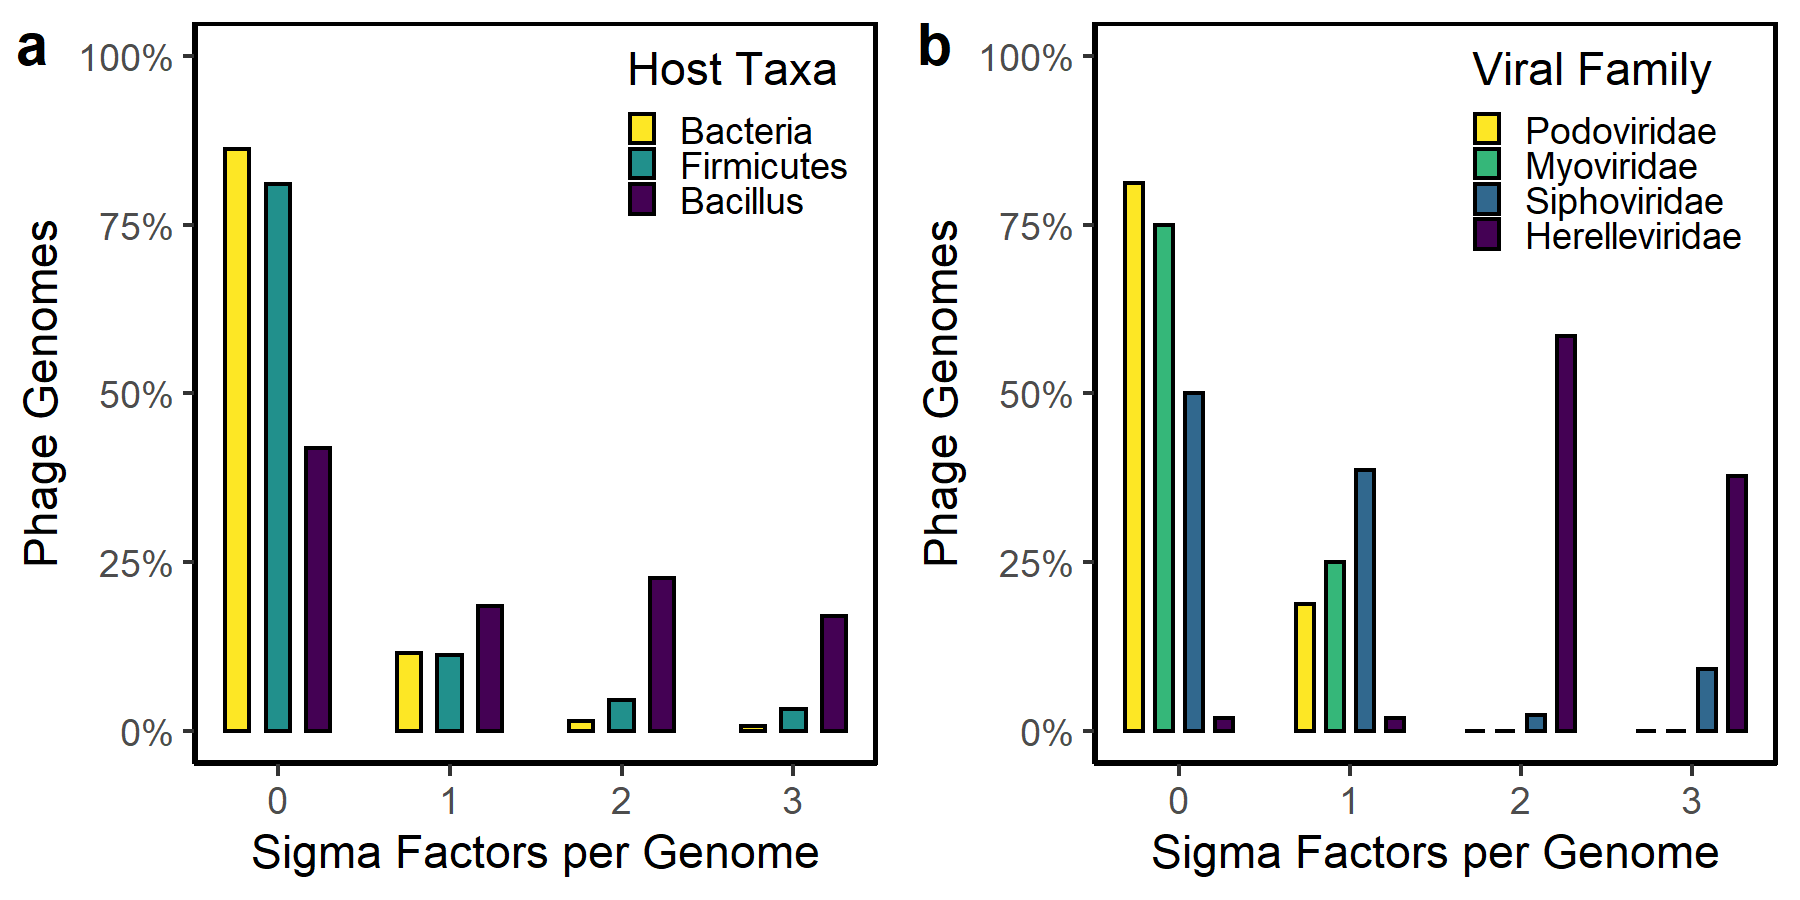 a
Host Taxa
Bacteria
Firmicutes
Bacillus
100%
75%
50%
25%
0%
Phage Genomes
0 1 2 3
Sigma Factors per Genome
b
Viral Family
Podoviridae
Myoviridae
Siphoviridae
Herelleviridae
100%
75%
50%
25%
0%
Phage Genomes
0 1 2 3
Sigma Factors per Genome